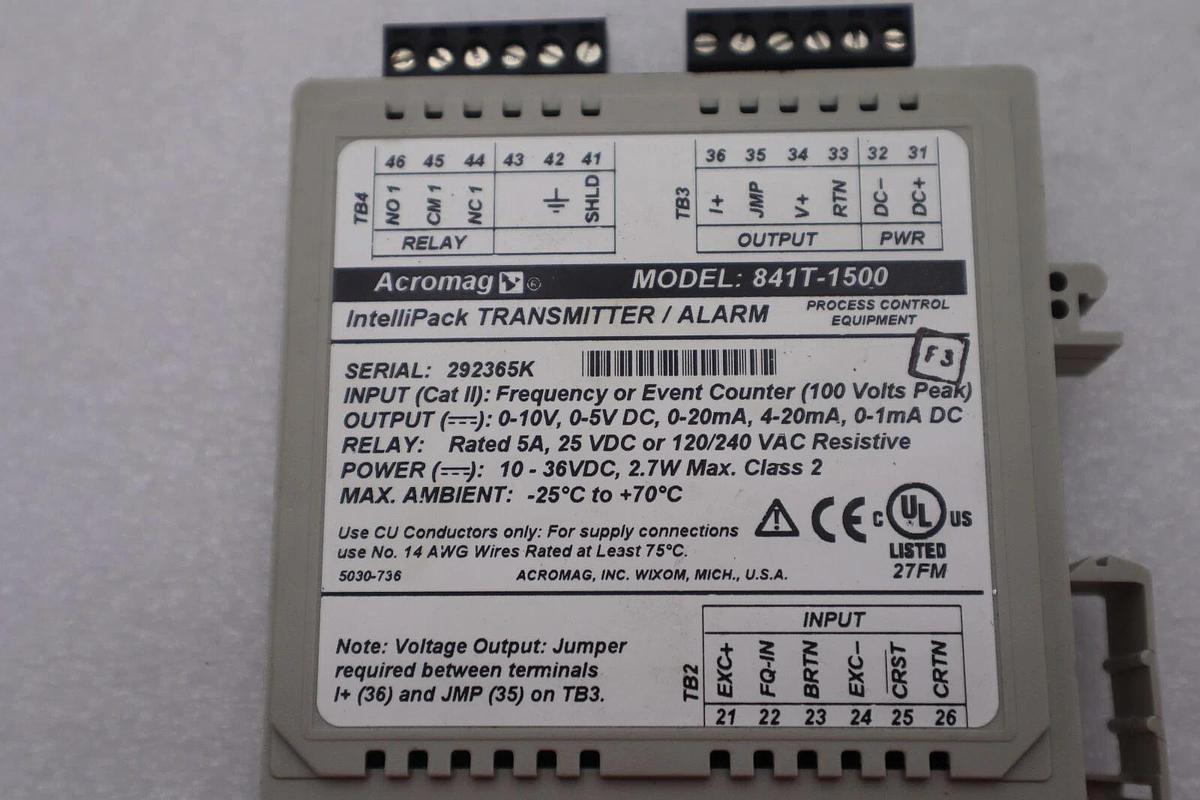 46 45 44 43 42 41
TB4
NO 1 CM 1 NC 1 SHLD
RELAY
36 35 34 33 32 31
TB3
I+ JMP V+ RTN DC- DC+
OUTPUT PWR
Acromag ® MODEL: 841T-1500
IntelliPack TRANSMITTER / ALARM
PROCESS CONTROL
EQUIPMENT
F3
SERIAL: 292365K
INPUT (Cat II): Frequency or Event Counter (100 Volts Peak)
OUTPUT (⎓): 0-10V, 0-5V DC, 0-20mA, 4-20mA, 0-1mA DC
RELAY: Rated 5A, 25 VDC or 120/240 VAC Resistive
POWER (⎓): 10 - 36VDC, 2.7W Max. Class 2
MAX. AMBIENT: -25°C to +70°C
Use CU Conductors only: For supply connections
use No. 14 AWG Wires Rated at Least 75°C.
CE
C UL US
LISTED
27FM
5030-736 ACROMAG, INC. WIXOM, MICH., U.S.A.
Note: Voltage Output: Jumper
required between terminals
I+ (36) and JMP (35) on TB3.
INPUT
TB2
EXC+ FQ-IN BRTN EXC- CRST CRTN
21 22 23 24 25 26